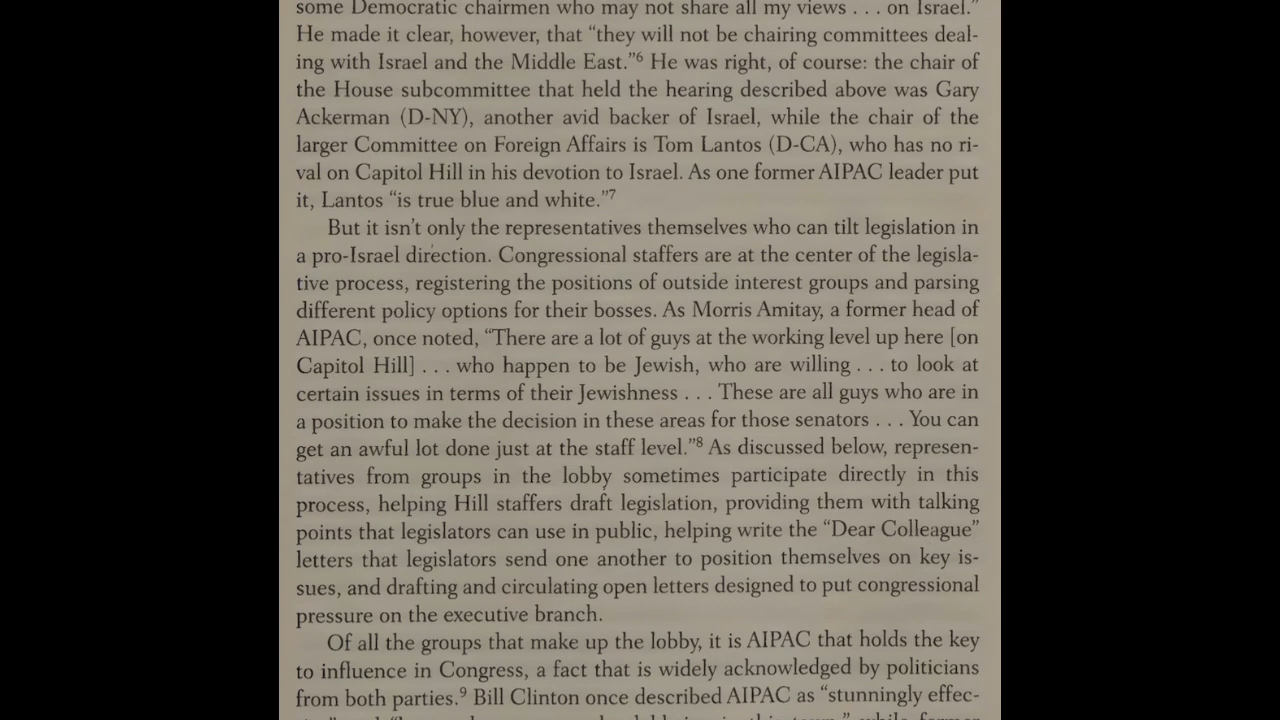 some Democratic chairmen who may not share all my views . . . on Israel.”
He made it clear, however, that “they will not be chairing committees deal-
ing with Israel and the Middle East.”⁶ He was right, of course: the chair of
the House subcommittee that held the hearing described above was Gary
Ackerman (D-NY), another avid backer of Israel, while the chair of the
larger Committee on Foreign Affairs is Tom Lantos (D-CA), who has no ri-
val on Capitol Hill in his devotion to Israel. As one former AIPAC leader put
it, Lantos “is true blue and white.”⁷
But it isn’t only the representatives themselves who can tilt legislation in
a pro-Israel direction. Congressional staffers are at the center of the legisla-
tive process, registering the positions of outside interest groups and parsing
different policy options for their bosses. As Morris Amitay, a former head of
AIPAC, once noted, “There are a lot of guys at the working level up here [on
Capitol Hill] . . . who happen to be Jewish, who are willing . . . to look at
certain issues in terms of their Jewishness . . . These are all guys who are in
a position to make the decision in these areas for those senators . . . You can
get an awful lot done just at the staff level.”⁸ As discussed below, represen-
tatives from groups in the lobby sometimes participate directly in this
process, helping Hill staffers draft legislation, providing them with talking
points that legislators can use in public, helping write the “Dear Colleague”
letters that legislators send one another to position themselves on key is-
sues, and drafting and circulating open letters designed to put congressional
pressure on the executive branch.
Of all the groups that make up the lobby, it is AIPAC that holds the key
to influence in Congress, a fact that is widely acknowledged by politicians
from both parties.⁹ Bill Clinton once described AIPAC as “stunningly effec-